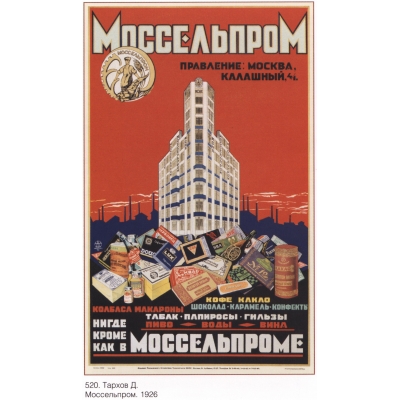 МОССЕЛЬПРОМ
ПРАВЛЕНИЕ: МОСКВА,
КАЛАШНЫЙ, 4/2.
КОФЕ КАКАО
КОЛБАСА МАКАРОНЫ
ШОКОЛАД-КАРАМЕЛЬ-КОНФЕКТЫ
ТАБАК-ПАПИРОСЫ-ГИЛЬЗЫ
ПИВО ВОДЫ ВИНА
НИГДЕ
КРОМЕ
КАК В
МОССЕЛЬПРОМЕ
520. Тархов Д.
Моссельпром. 1926